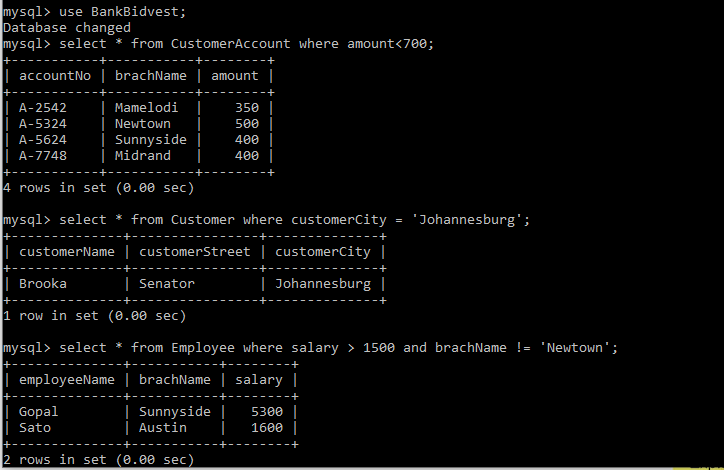 mysql> use BankBidvest;
Database changed
mysql> select * from CustomerAccount where amount<700;
+-----------+-----------+--------+
| accountNo | brachName | amount |
+-----------+-----------+--------+
| A-2542    | Mamelodi  |    350 |
| A-5324    | Newtown   |    500 |
| A-5624    | Sunnyside |    400 |
| A-7748    | Midrand   |    400 |
+-----------+-----------+--------+
4 rows in set (0.00 sec)
mysql> select * from Customer where customerCity = 'Johannesburg';
+--------------+----------------+--------------+
| customerName | customerStreet | customerCity |
+--------------+----------------+--------------+
| Brooka       | Senator        | Johannesburg |
+--------------+----------------+--------------+
1 row in set (0.00 sec)
mysql> select * from Employee where salary > 1500 and brachName != 'Newtown';
+--------------+-----------+--------+
| employeeName | brachName | salary |
+--------------+-----------+--------+
| Gopal        | Sunnyside |   5300 |
| Sato         | Austin    |   1600 |
+--------------+-----------+--------+
2 rows in set (0.00 sec)